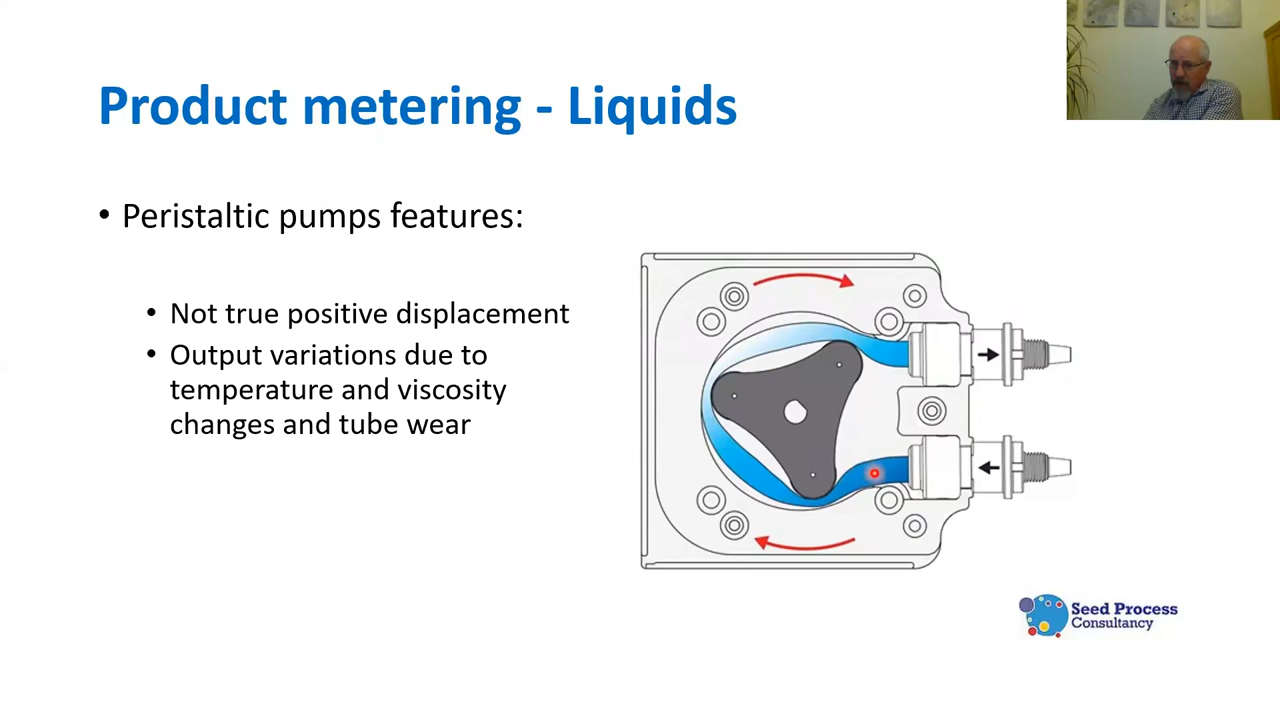 Product metering - Liquids
• Peristaltic pumps features:
• Not true positive displacement
• Output variations due to
temperature and viscosity
changes and tube wear
Seed Process
Consultancy